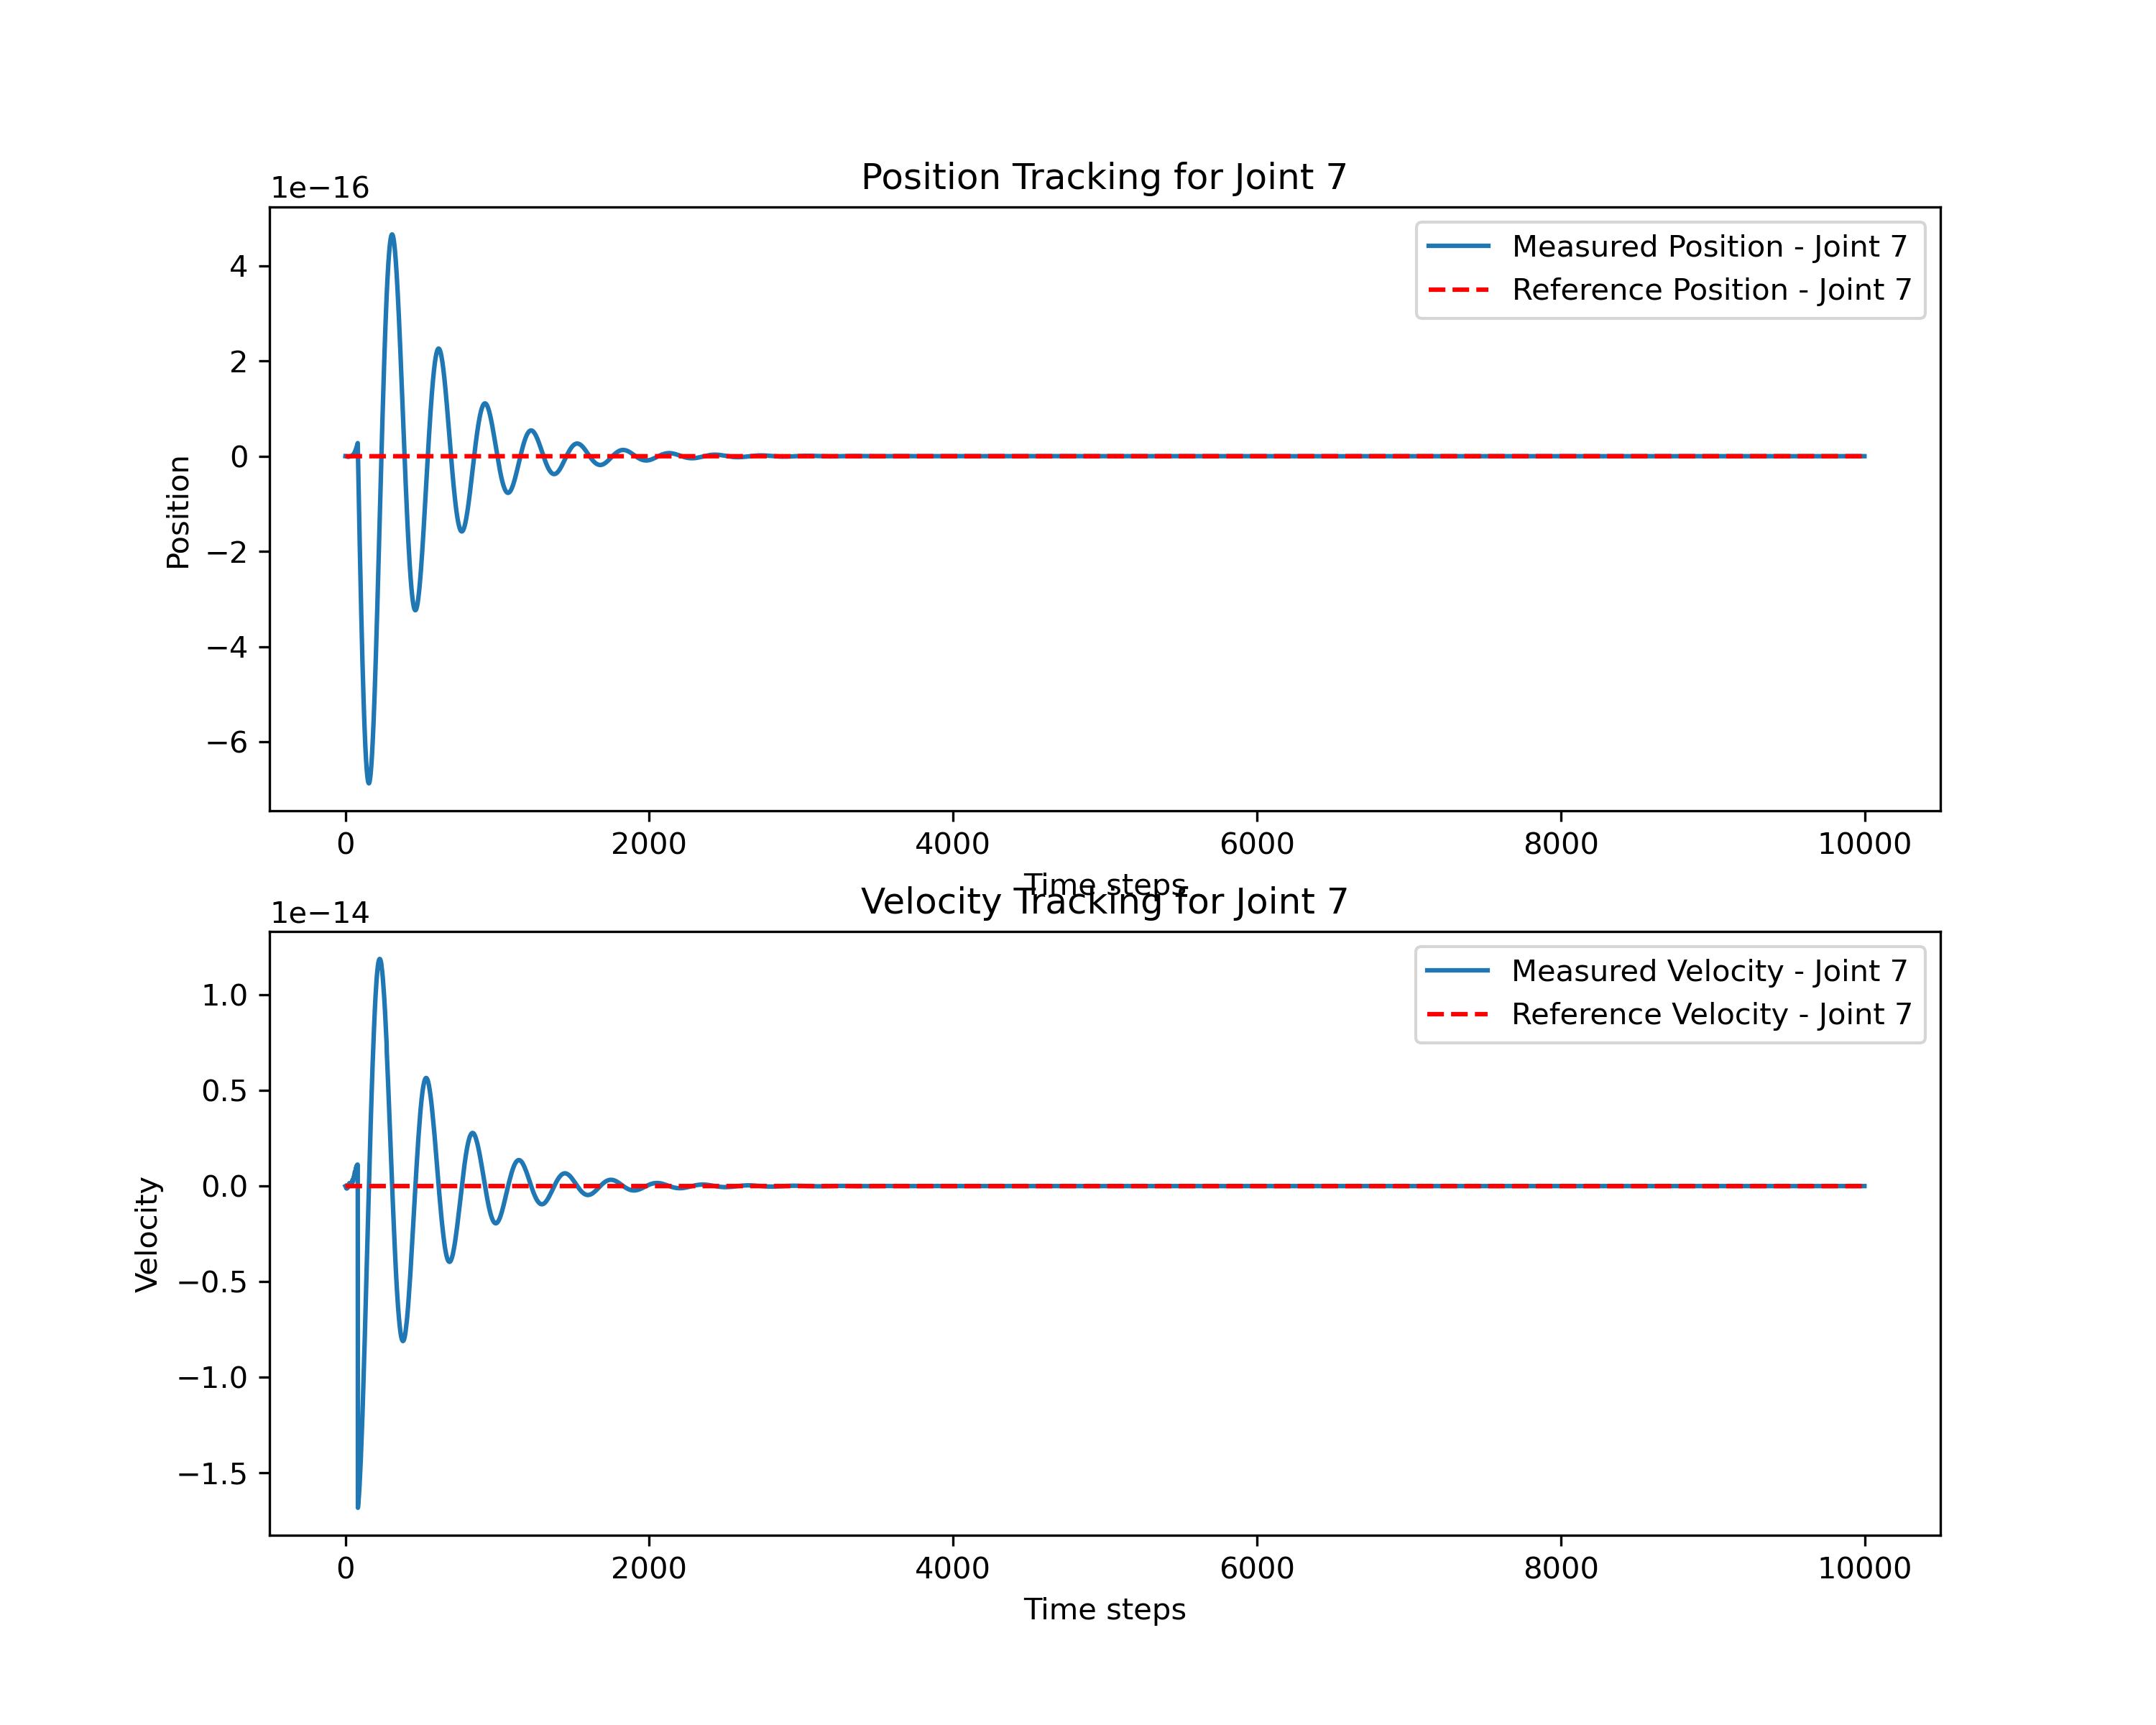 Position Tracking for Joint 7
1e−16
Measured Position - Joint 7
Reference Position - Joint 7
4
2
0
−2
−4
−6
Position
0 2000 4000 6000 8000 10000
Time steps
Velocity Tracking for Joint 7
1e−14
Measured Velocity - Joint 7
Reference Velocity - Joint 7
1.0
0.5
0.0
−0.5
−1.0
−1.5
Velocity
0 2000 4000 6000 8000 10000
Time steps